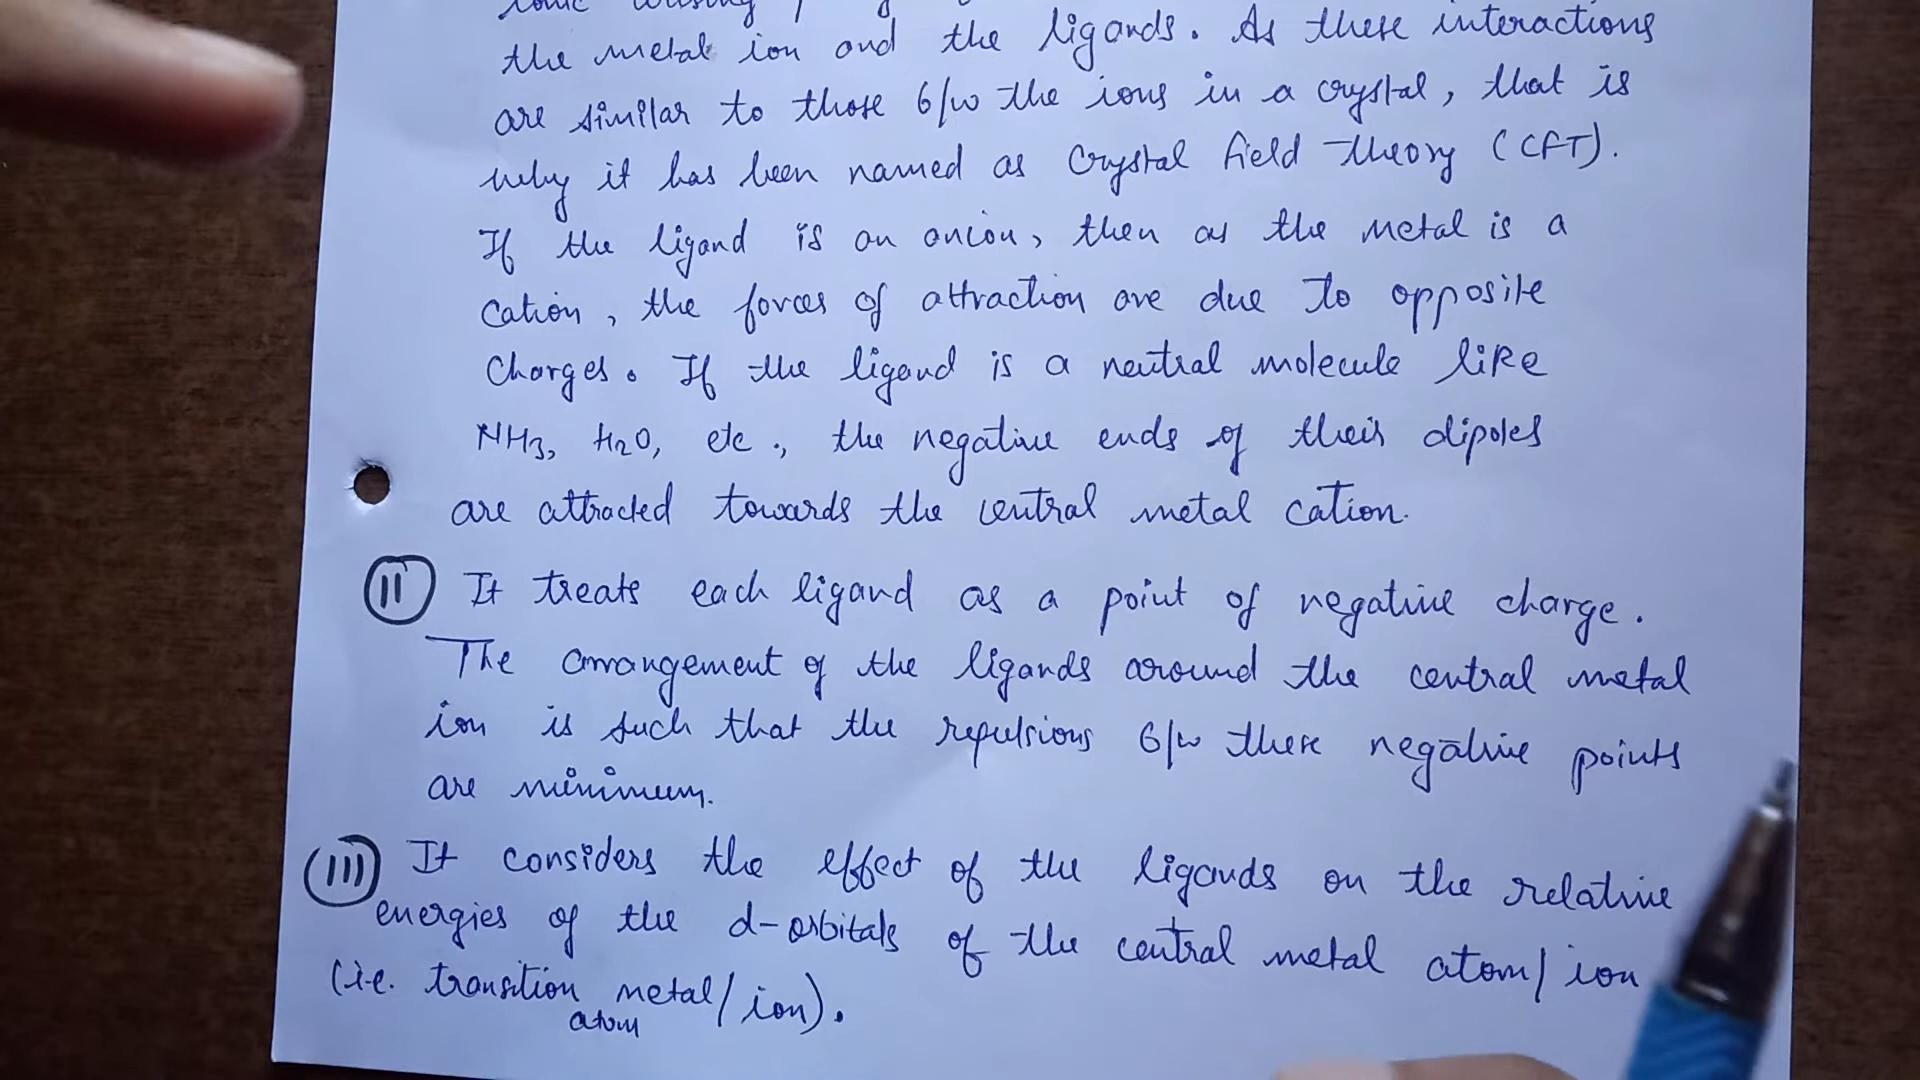 the metal ion and the ligands. As these interactions
are similar to those b/w the ions in a crystal, that is
why it has been named as Crystal field theory (CFT).
If the ligand is an anion, then as the metal is a
cation, the forces of attraction are due to opposite
charges. If the ligand is a neutral molecule like
NH3, H2O, etc., the negative ends of their dipoles
are attracted towards the central metal cation.
(II) It treats each ligand as a point of negative charge.
The arrangement of the ligands around the central metal
ion is such that the repulsions b/w these negative points
are minimum.
(III) It considers the effect of the ligands on the relative
energies of the d-orbitals of the central metal atom/ion
(i.e. transition metal/ion).
atom